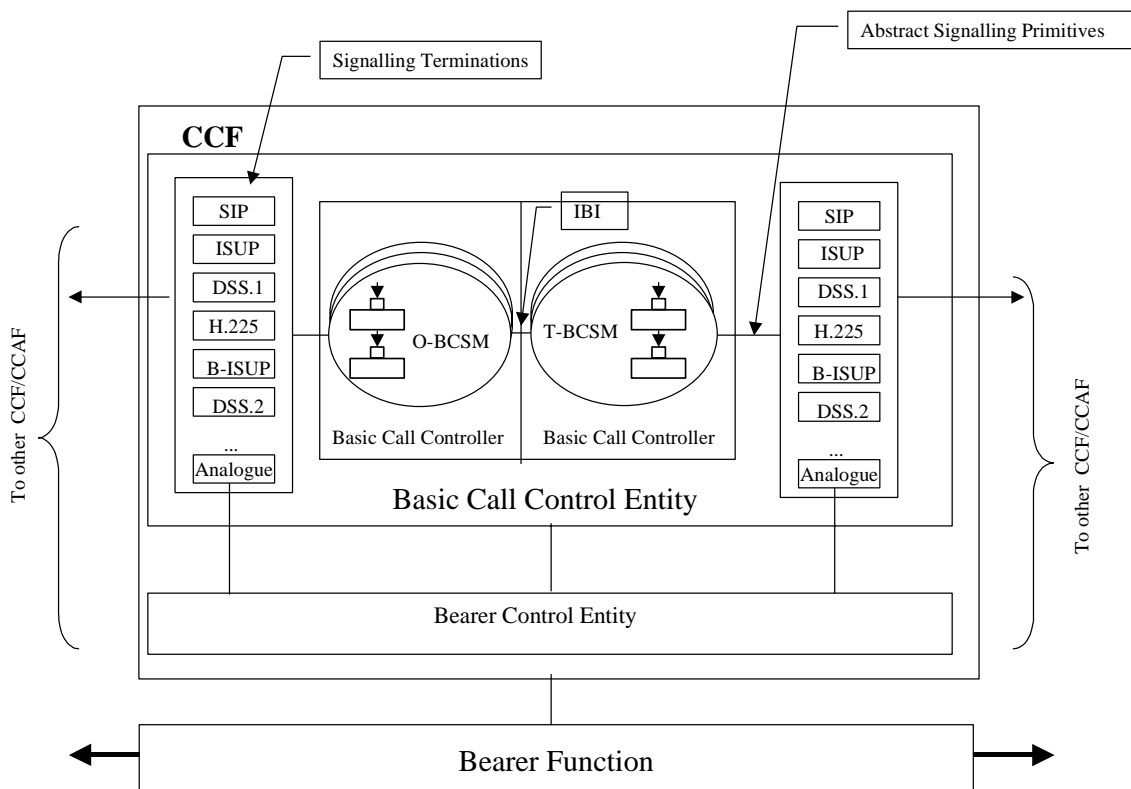 Abstract Signalling Primitives
Signalling Terminations
CCF
SIP
ISUP
DSS.1
H.225
B-ISUP
DSS.2
...
Analogue
IBI
O-BCSM
T-BCSM
Basic Call Controller
Basic Call Controller
SIP
ISUP
DSS.1
H.225
B-ISUP
DSS.2
...
Analogue
Basic Call Control Entity
To other CCF/CCAF
To other CCF/CCAF
Bearer Control Entity
Bearer Function